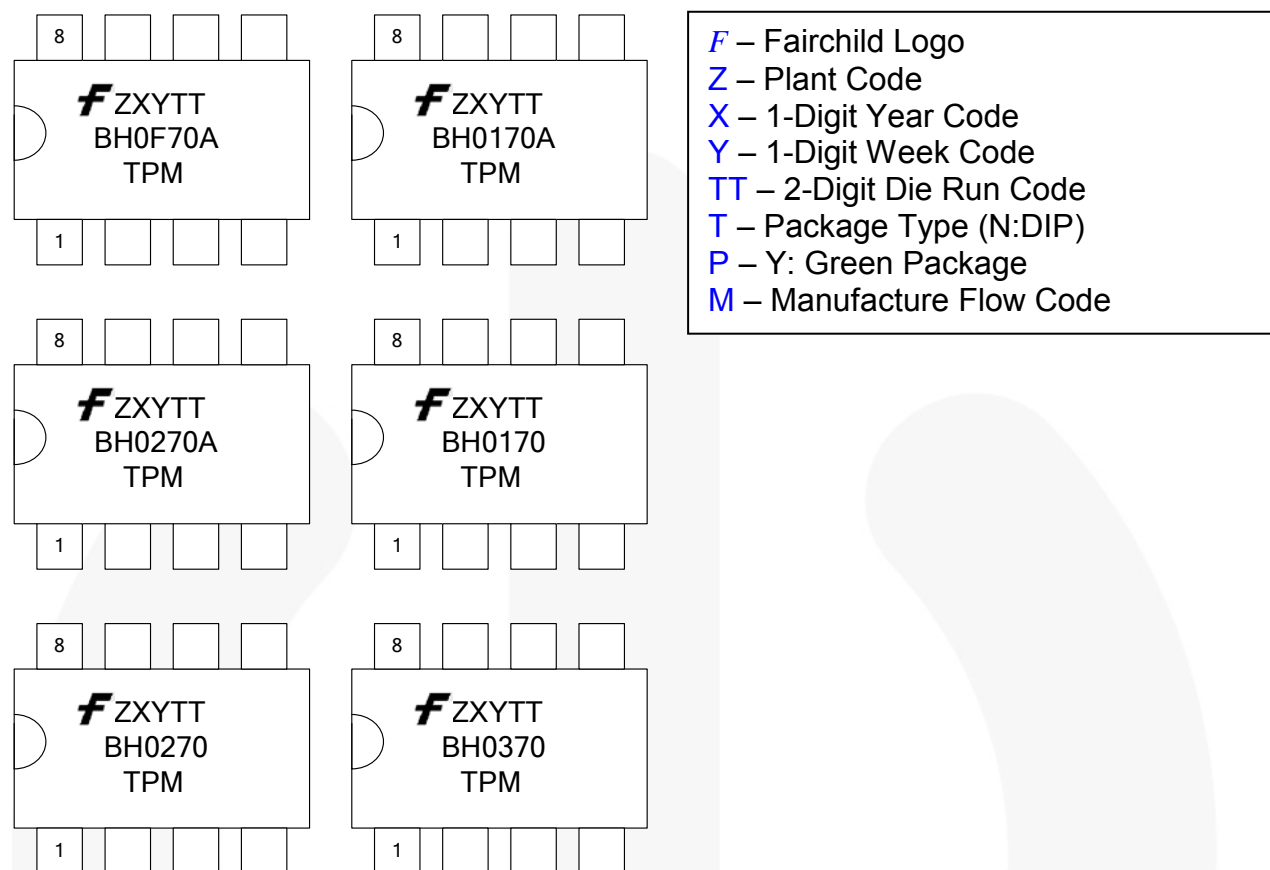 8
F ZXYTT
BH0F70A
TPM
1
8
F ZXYTT
BH0170A
TPM
1
F – Fairchild Logo
Z – Plant Code
X – 1-Digit Year Code
Y – 1-Digit Week Code
TT – 2-Digit Die Run Code
T – Package Type (N:DIP)
P – Y: Green Package
M – Manufacture Flow Code
8
F ZXYTT
BH0270A
TPM
1
8
F ZXYTT
BH0170
TPM
1
8
F ZXYTT
BH0270
TPM
1
8
F ZXYTT
BH0370
TPM
1